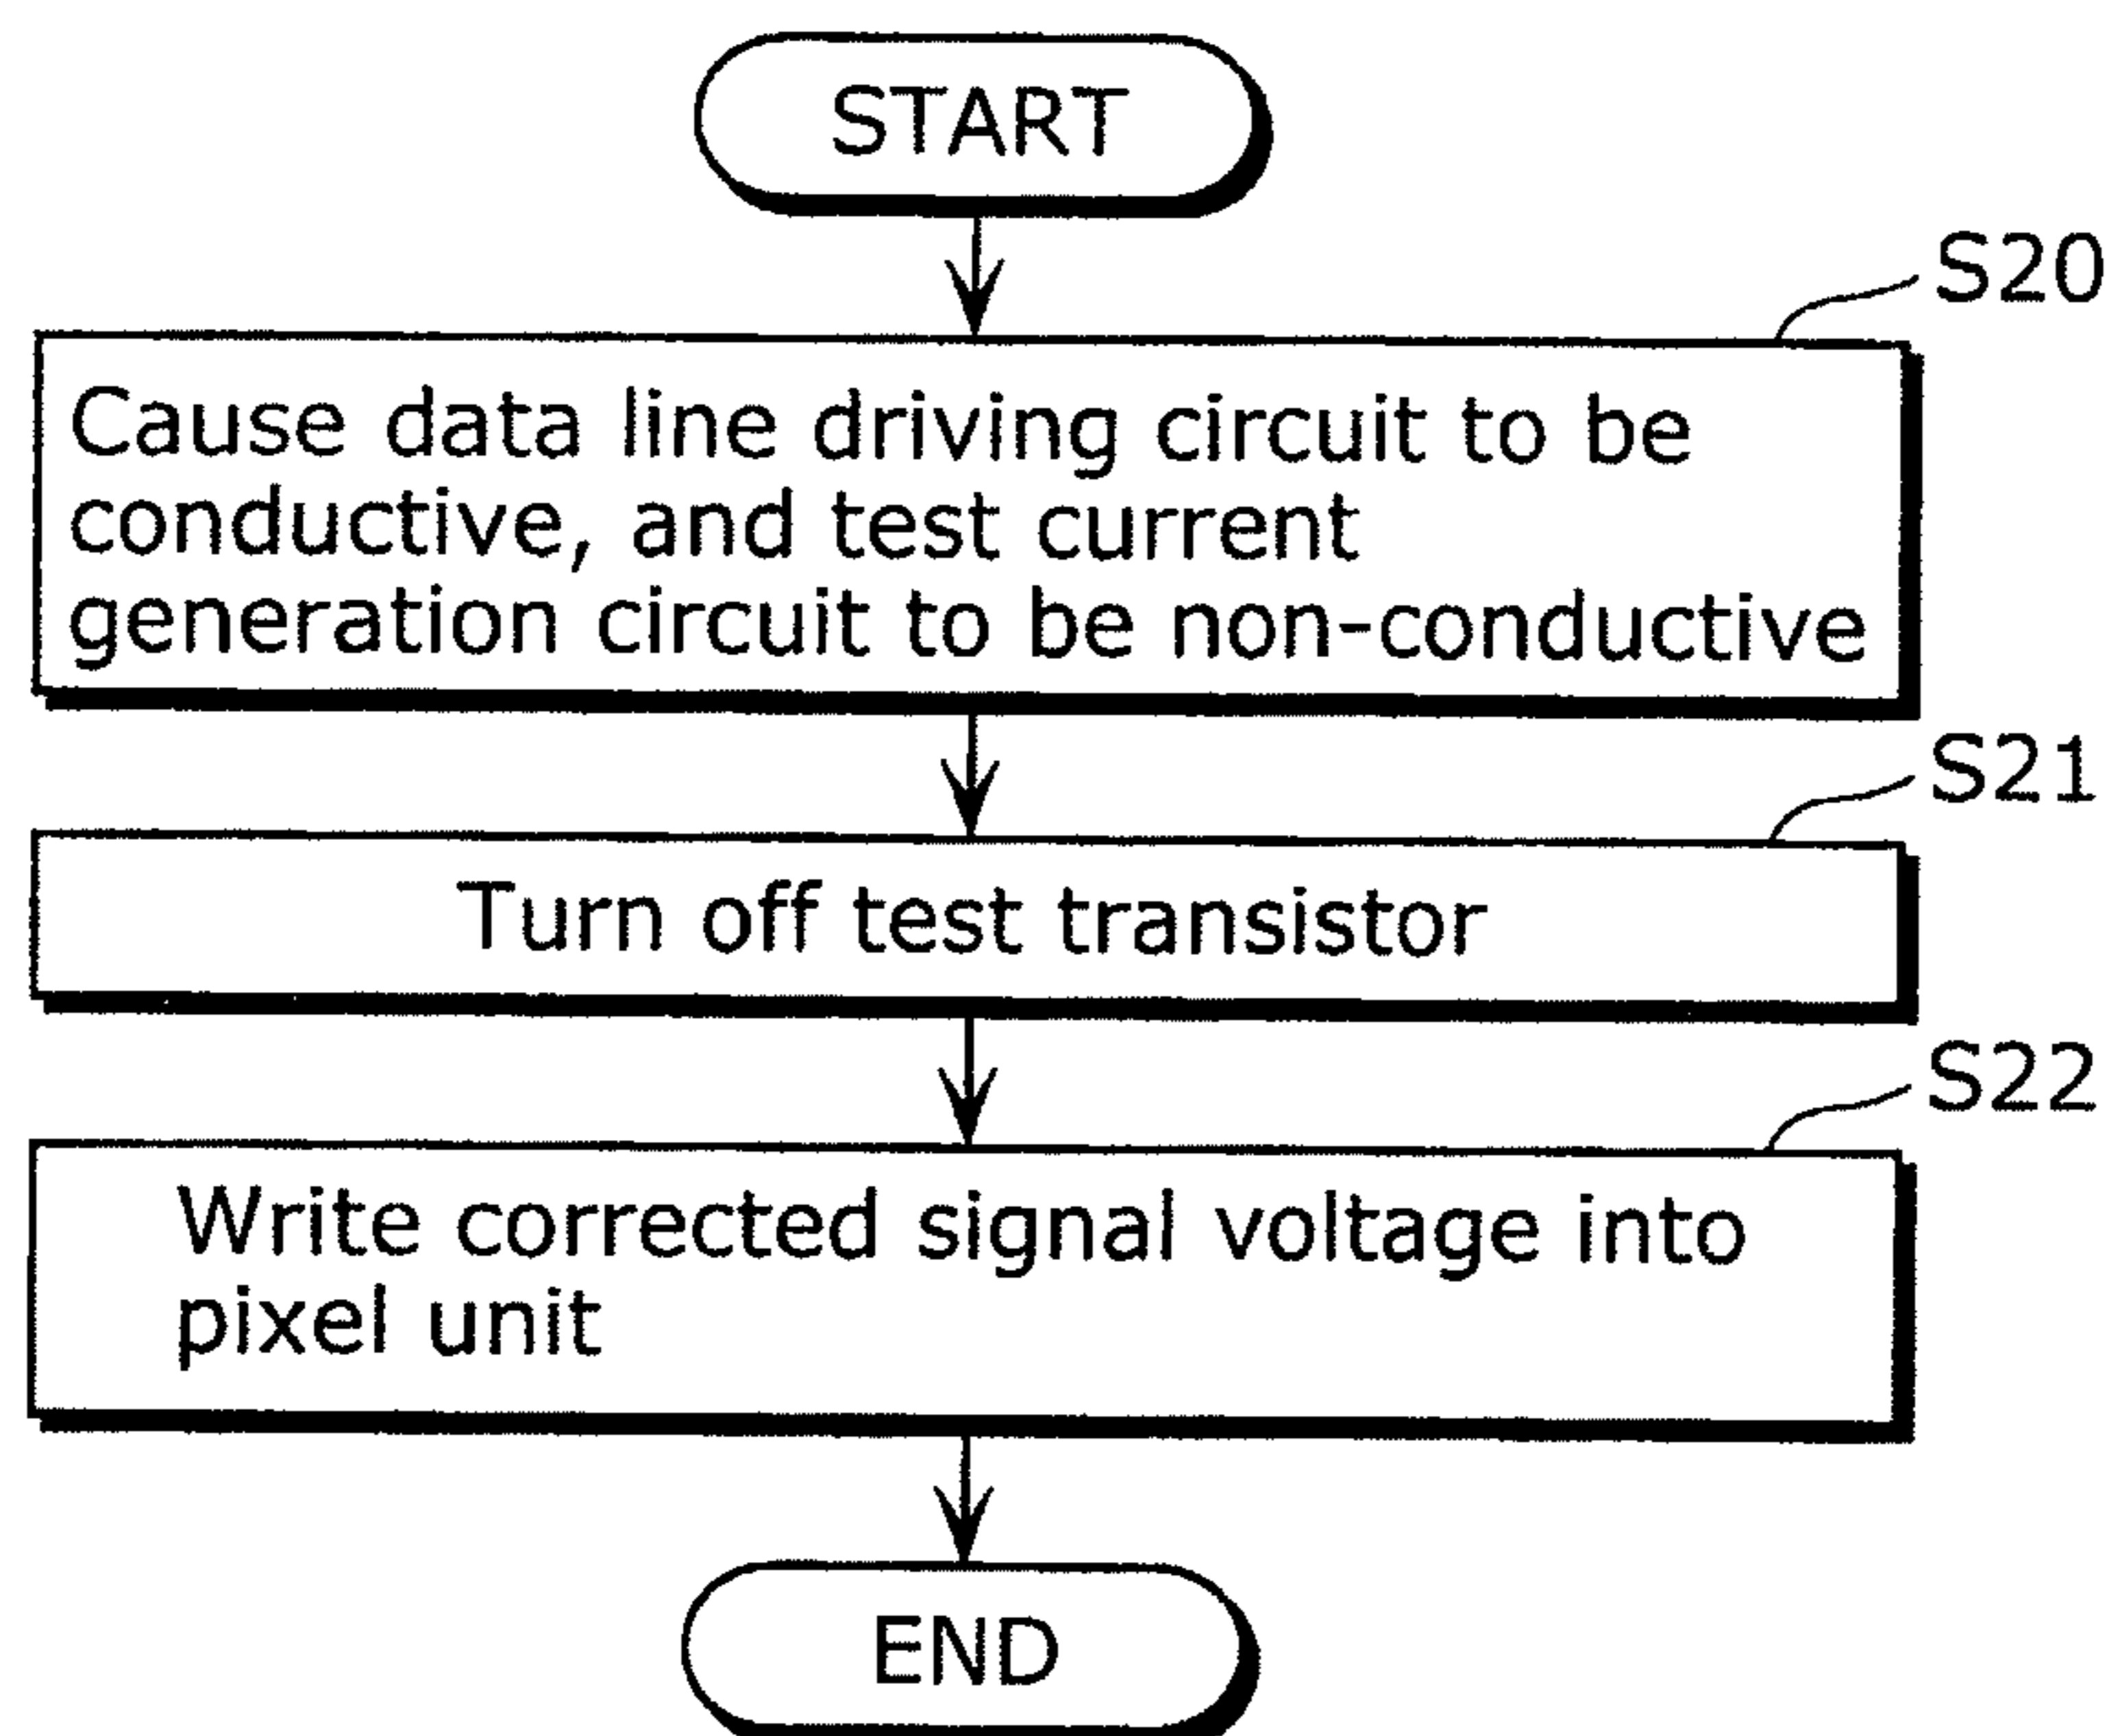 START
S20
Cause data line driving circuit to be
conductive, and test current
generation circuit to be non-conductive
S21
Turn off test transistor
S22
Write corrected signal voltage into
pixel unit
END